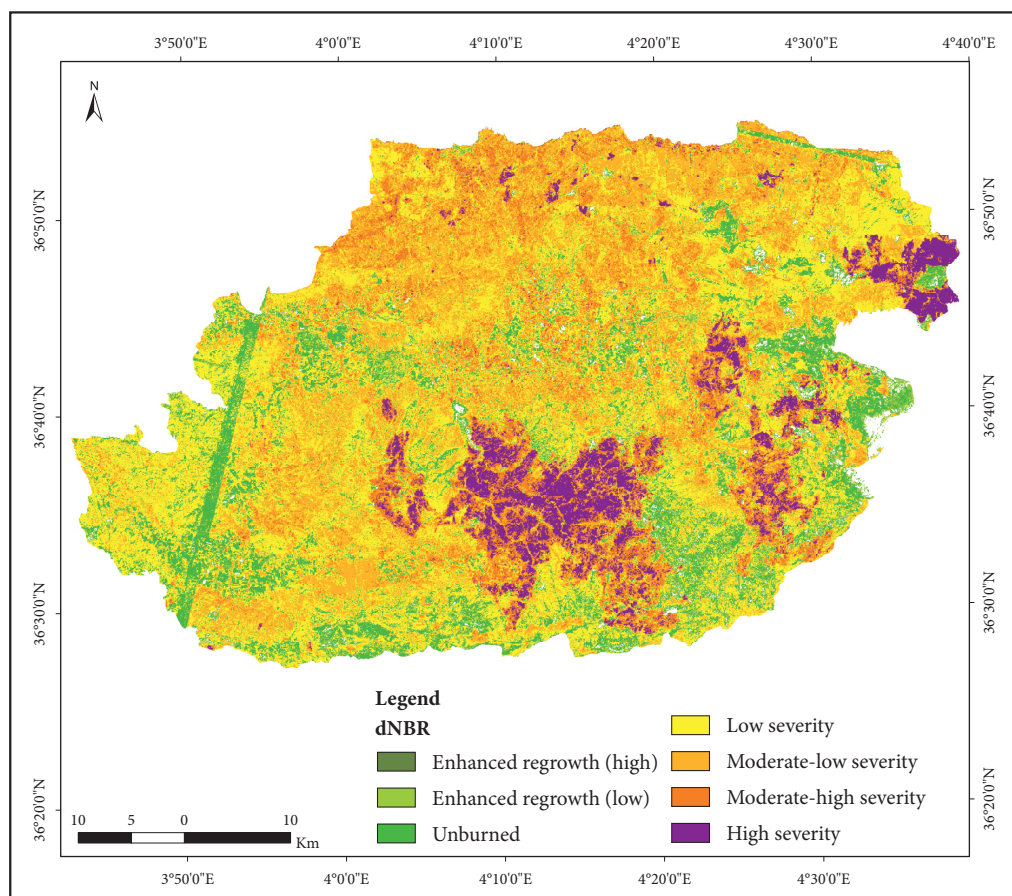 3°50'0"E 4°0'0"E 4°10'0"E 4°20'0"E 4°30'0"E 4°40'0"E
N
36°50'0"N 36°50'0"N
36°40'0"N 36°40'0"N
36°30'0"N 36°30'0"N
36°20'0"N 36°20'0"N
Legend
dNBR
Enhanced regrowth (high)
Enhanced regrowth (low)
Unburned
Low severity
Moderate-low severity
Moderate-high severity
High severity
10 5 0 10
Km
3°50'0"E 4°0'0"E 4°10'0"E 4°20'0"E 4°30'0"E